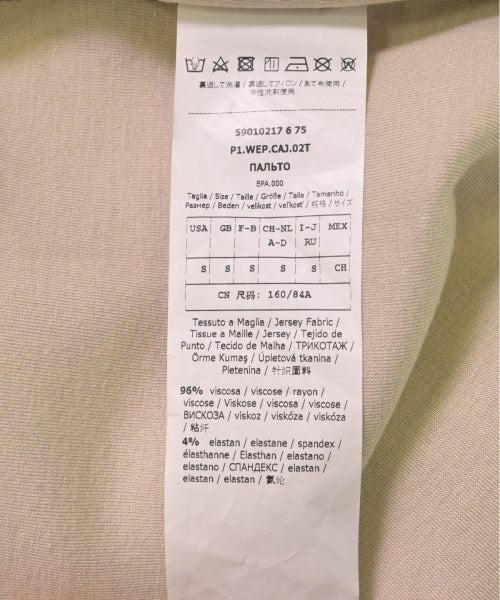 裏返して洗濯 / 裏返してアイロン / あて布使用 /
中性洗剤使用
59010217 6 75
P1.WEP.CAJ.02T
ПАЛЬТО
EPA.000
Taglia / Size / Taille / Größe / Talla / Tamanho /
Размер / Beden / velikost / veľkosť / 规格 / サイズ
USA GB F-B CH-NL I-J MEX
A-D RU
S S S S S CH
CN 尺码: 160/84A
Tessuto a Maglia / Jersey Fabric /
Tissue a Maille / Jersey / Tejido de
Punto / Tecido de Malha / ТРИКОТАЖ /
Örme Kumaş / Úpletová tkanina /
Pletenina / 针织面料
96% viscosa / viscose / rayon /
viscose / Viskose / viscosa / viscose /
ВИСКОЗА / viskoz / viskóza / viskóza
/ 粘纤
4% elastan / elastane / spandex /
élasthanne / Elasthan / elastano /
elastano / СПАНДЕКС / elastan /
elastan / elastan / 氨纶